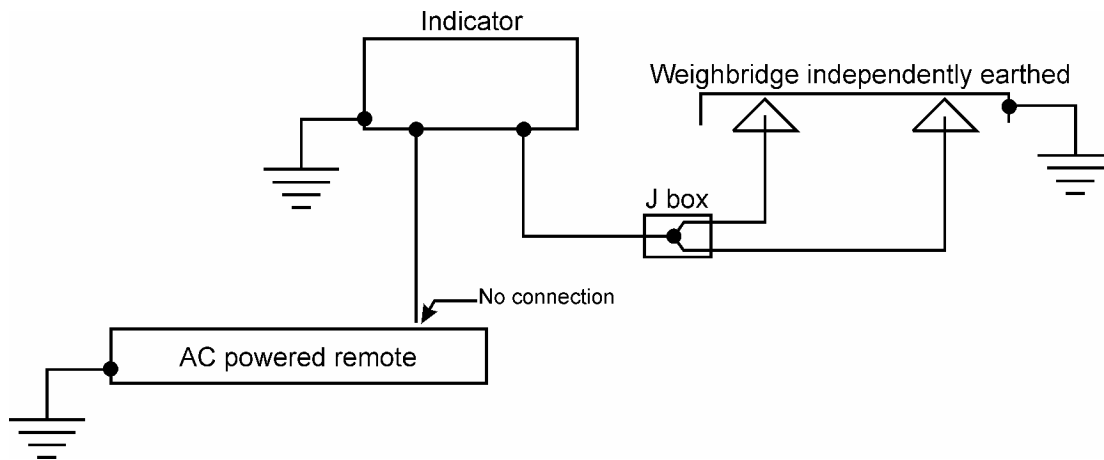 Indicator
Weighbridge independently earthed
J box
No connection
AC powered remote